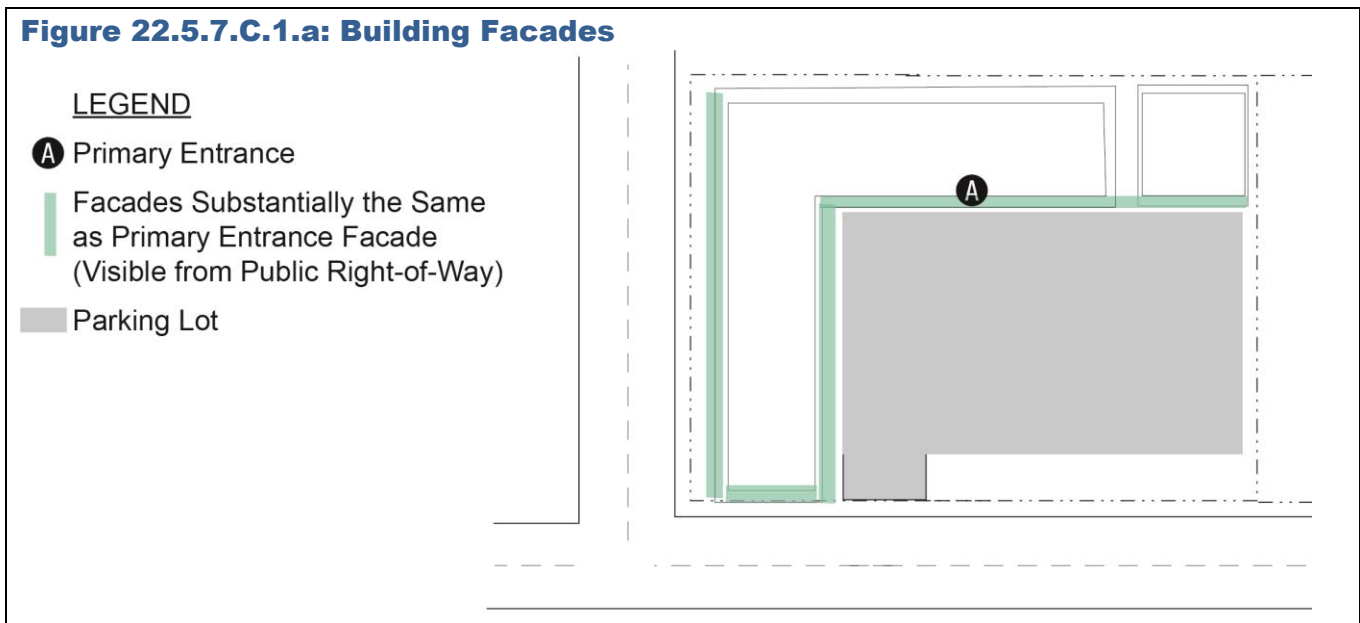 Figure 22.5.7.C.1.a: Building Facades
LEGEND
A Primary Entrance
Facades Substantially the Same
as Primary Entrance Facade
(Visible from Public Right-of-Way)
Parking Lot
A